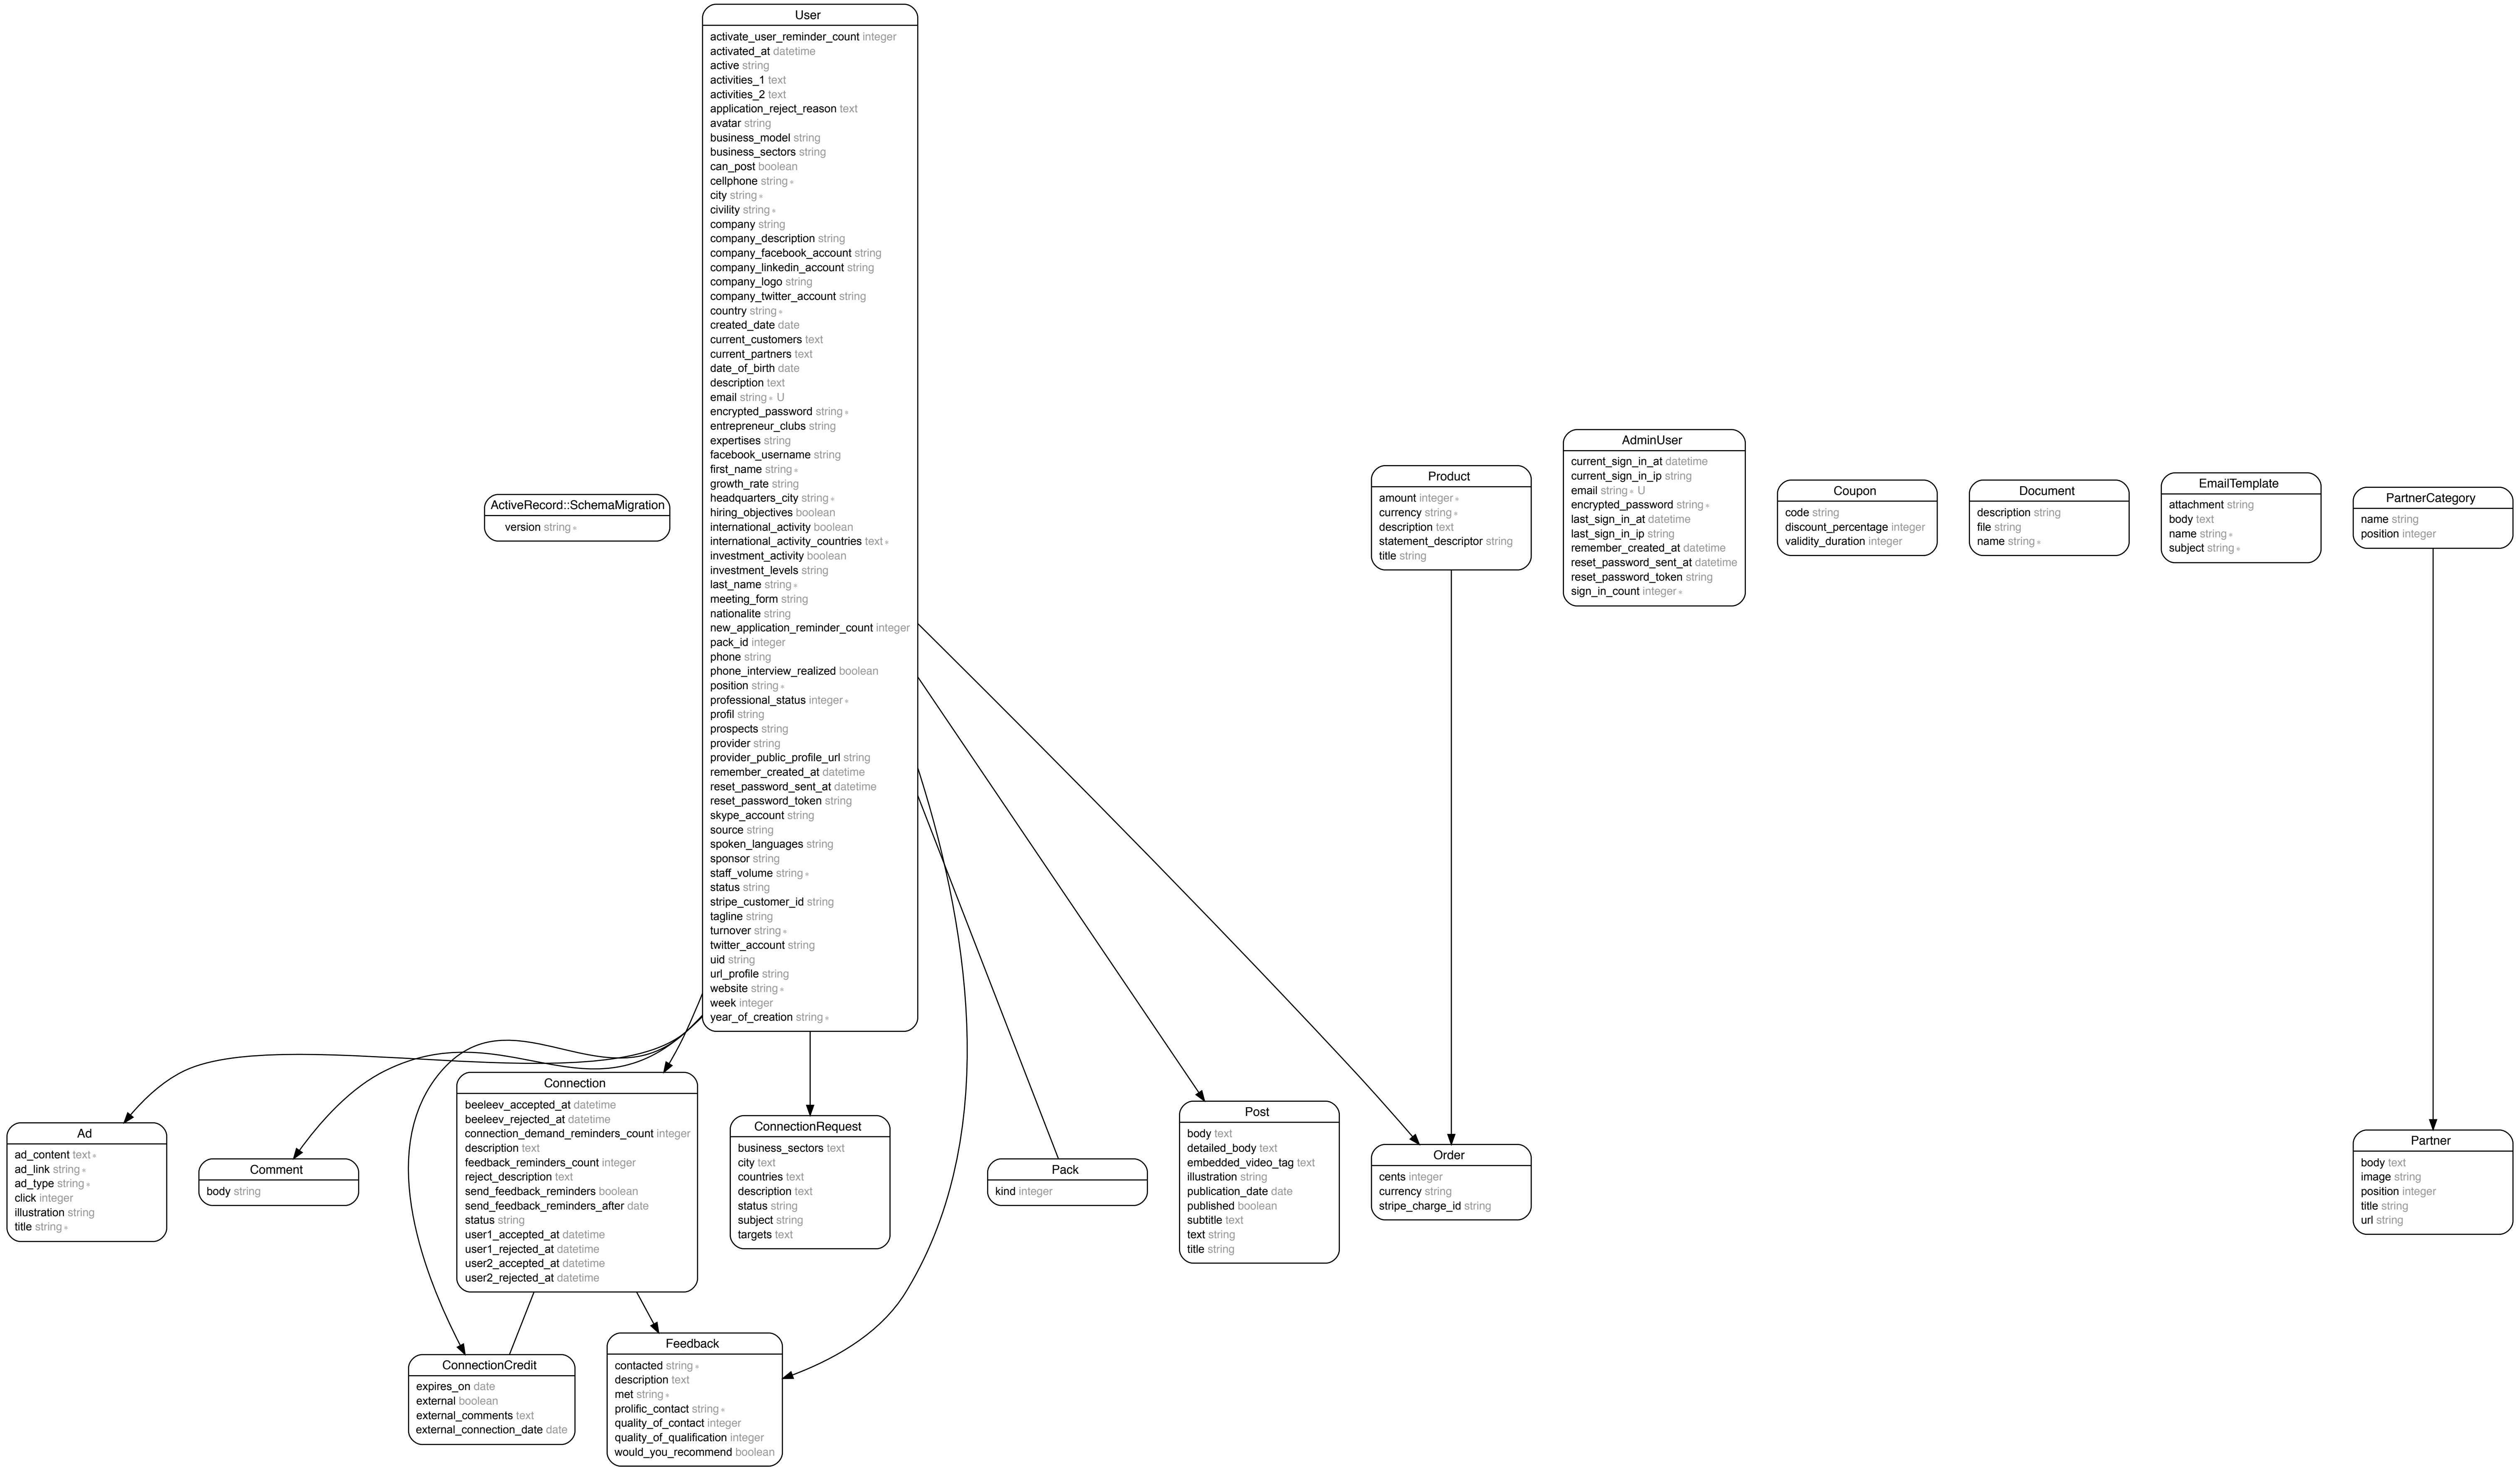 User
activate_user_reminder_count integer
activated_at datetime
active string
activities_1 text
activities_2 text
application_reject_reason text
avatar string
business_model string
business_sectors string
can_post boolean
cellphone string *
city string *
civility string *
company string
company_description string
company_facebook_account string
company_linkedin_account string
company_logo string
company_twitter_account string
country string *
created_date date
current_customers text
current_partners text
date_of_birth date
description text
email string * U
encrypted_password string *
entrepreneur_clubs string
expertises string
facebook_username string
first_name string *
growth_rate string
headquarters_city string *
hiring_objectives boolean
international_activity boolean
international_activity_countries text *
investment_activity boolean
investment_levels string
last_name string *
meeting_form string
nationalite string
new_application_reminder_count integer
pack_id integer
phone string
phone_interview_realized boolean
position string *
professional_status integer *
profil string
prospects string
provider string
provider_public_profile_url string
remember_created_at datetime
reset_password_sent_at datetime
reset_password_token string
skype_account string
source string
spoken_languages string
sponsor string
staff_volume string *
status string
stripe_customer_id string
tagline string
turnover string *
twitter_account string
uid string
url_profile string
website string *
week integer
year_of_creation string *
ActiveRecord::SchemaMigration
version string *
Product
amount integer *
currency string *
description text
statement_descriptor string
title string
AdminUser
current_sign_in_at datetime
current_sign_in_ip string
email string * U
encrypted_password string *
last_sign_in_at datetime
last_sign_in_ip string
remember_created_at datetime
reset_password_sent_at datetime
reset_password_token string
sign_in_count integer *
Coupon
code string
discount_percentage integer
validity_duration integer
Document
description string
file string
name string *
EmailTemplate
attachment string
body text
name string *
subject string *
PartnerCategory
name string
position integer
Ad
ad_content text *
ad_link string *
ad_type string *
click integer
illustration string
title string *
Comment
body string
Connection
beeleev_accepted_at datetime
beeleev_rejected_at datetime
connection_demand_reminders_count integer
description text
feedback_reminders_count integer
reject_description text
send_feedback_reminders boolean
send_feedback_reminders_after date
status string
user1_accepted_at datetime
user1_rejected_at datetime
user2_accepted_at datetime
user2_rejected_at datetime
ConnectionRequest
business_sectors text
city text
countries text
description text
status string
subject string
targets text
Pack
kind integer
Post
body text
detailed_body text
embedded_video_tag text
illustration string
publication_date date
published boolean
subtitle text
text string
title string
Order
cents integer
currency string
stripe_charge_id string
Partner
body text
image string
position integer
title string
url string
ConnectionCredit
expires_on date
external boolean
external_comments text
external_connection_date date
Feedback
contacted string *
description text
met string *
prolific_contact string *
quality_of_contact integer
quality_of_qualification integer
would_you_recommend boolean